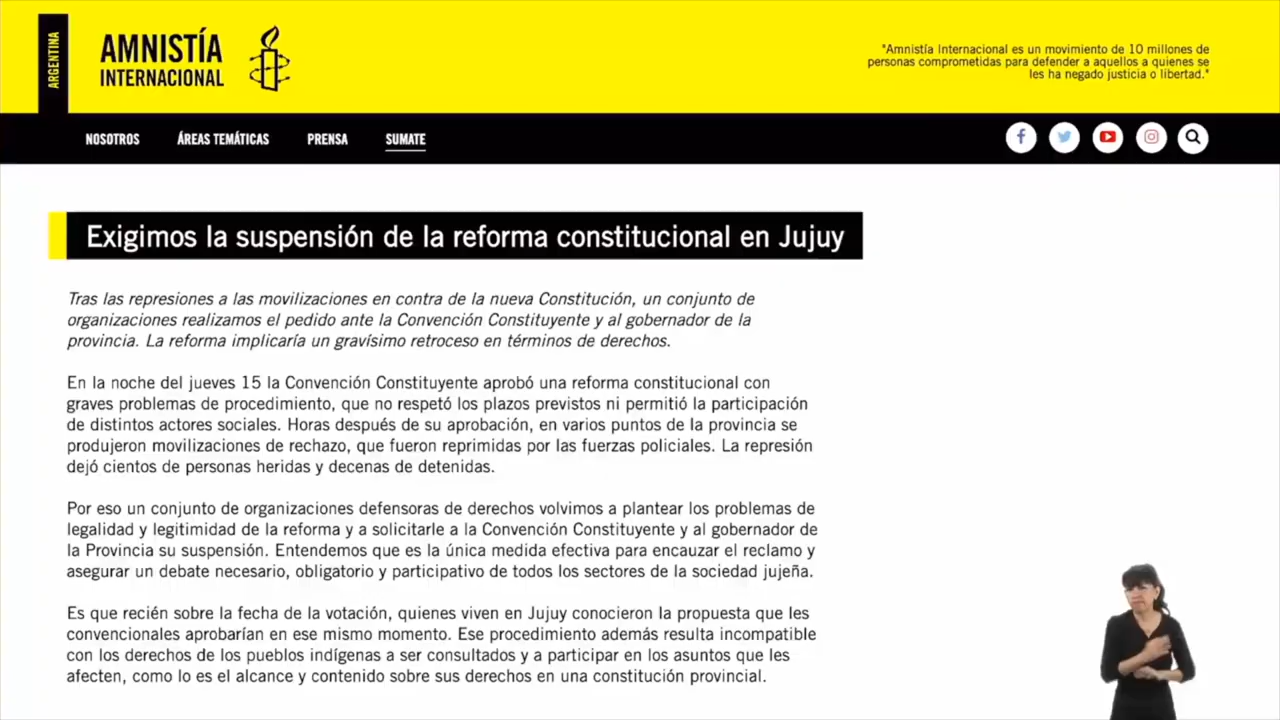 ARGENTINA
AMNISTÍA
INTERNACIONAL
"Amnistía Internacional es un movimiento de 10 millones de
personas comprometidas para defender a aquellos a quienes se
les ha negado justicia o libertad."
NOSOTROS ÁREAS TEMÁTICAS PRENSA SUMATE
Exigimos la suspensión de la reforma constitucional en Jujuy
Tras las represiones a las movilizaciones en contra de la nueva Constitución, un conjunto de
organizaciones realizamos el pedido ante la Convención Constituyente y al gobernador de la
provincia. La reforma implicaría un gravísimo retroceso en términos de derechos.
En la noche del jueves 15 la Convención Constituyente aprobó una reforma constitucional con
graves problemas de procedimiento, que no respetó los plazos previstos ni permitió la participación
de distintos actores sociales. Horas después de su aprobación, en varios puntos de la provincia se
produjeron movilizaciones de rechazo, que fueron reprimidas por las fuerzas policiales. La represión
dejó cientos de personas heridas y decenas de detenidas.
Por eso un conjunto de organizaciones defensoras de derechos volvimos a plantear los problemas de
legalidad y legitimidad de la reforma y a solicitarle a la Convención Constituyente y al gobernador de
la Provincia su suspensión. Entendemos que es la única medida efectiva para encauzar el reclamo y
asegurar un debate necesario, obligatorio y participativo de todos los sectores de la sociedad jujeña.
Es que recién sobre la fecha de la votación, quienes viven en Jujuy conocieron la propuesta que les
convencionales aprobarían en ese mismo momento. Ese procedimiento además resulta incompatible
con los derechos de los pueblos indígenas a ser consultados y a participar en los asuntos que les
afecten, como lo es el alcance y contenido sobre sus derechos en una constitución provincial.